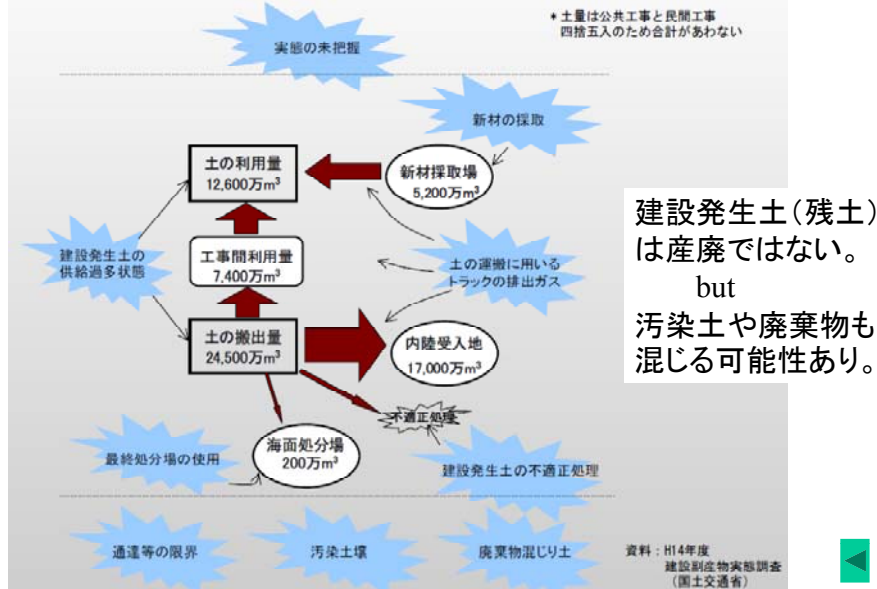 *土量は公共工事と民間工事
四捨五入のため合計があわない
実態の未把握
新材の採取
土の利用量
12,600万m³
新材採取場
5,200万m³
建設発生土の
供給過多状態
工事間利用量
7,400万m³
土の運搬に用いる
トラックの排出ガス
土の搬出量
24,500万m³
内陸受入地
17,000万m³
不適正処理
海面処分場
200万m³
最終処分場の使用
建設発生土の不適正処理
通達等の限界
汚染土壌
廃棄物混じり土
資料:H14年度
建設副産物実態調査
(国土交通省)
建設発生土(残土)
は産廃ではない。
but
汚染土や廃棄物も
混じる可能性あり。